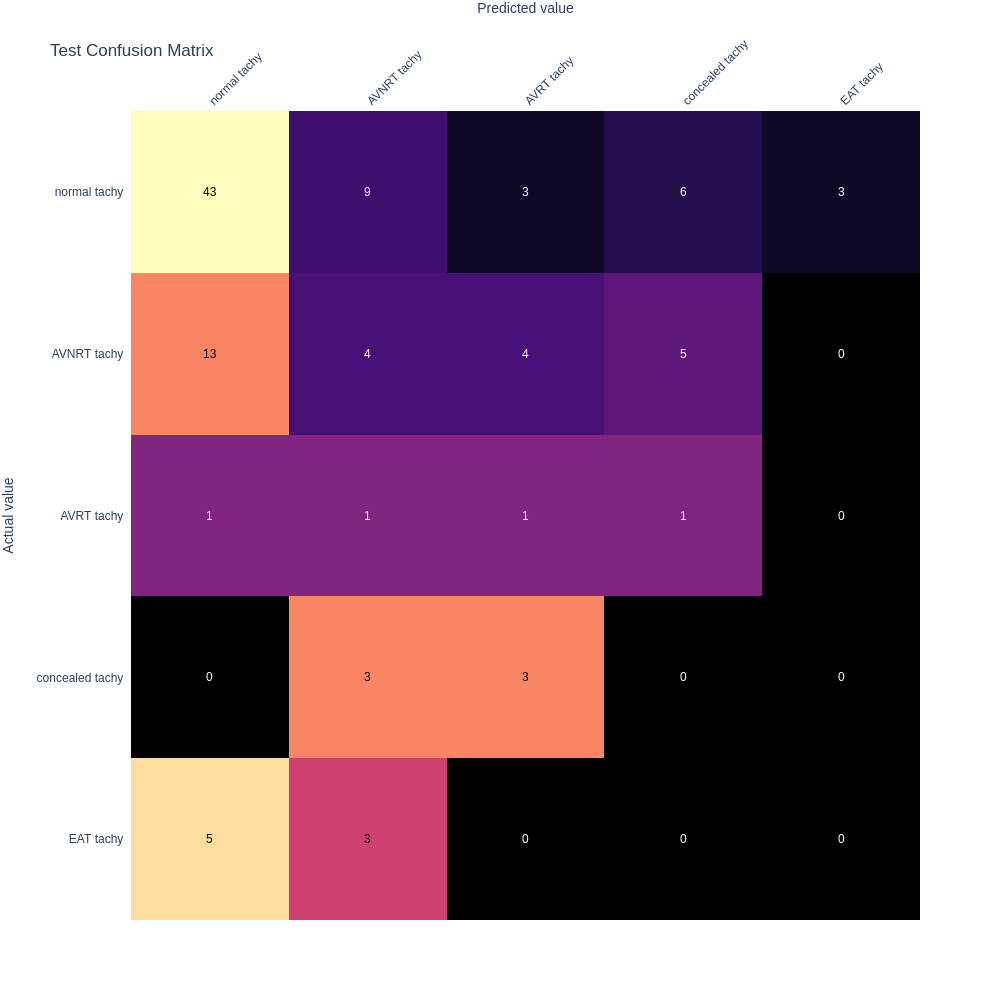 Predicted value
Test Confusion Matrix
normal tachy
AVNRT tachy
AVRT tachy
concealed tachy
EAT tachy
Actual value
normal tachy 43 9 3 6 3
AVNRT tachy 13 4 4 5 0
AVRT tachy 1 1 1 1 0
concealed tachy 0 3 3 0 0
EAT tachy 5 3 0 0 0